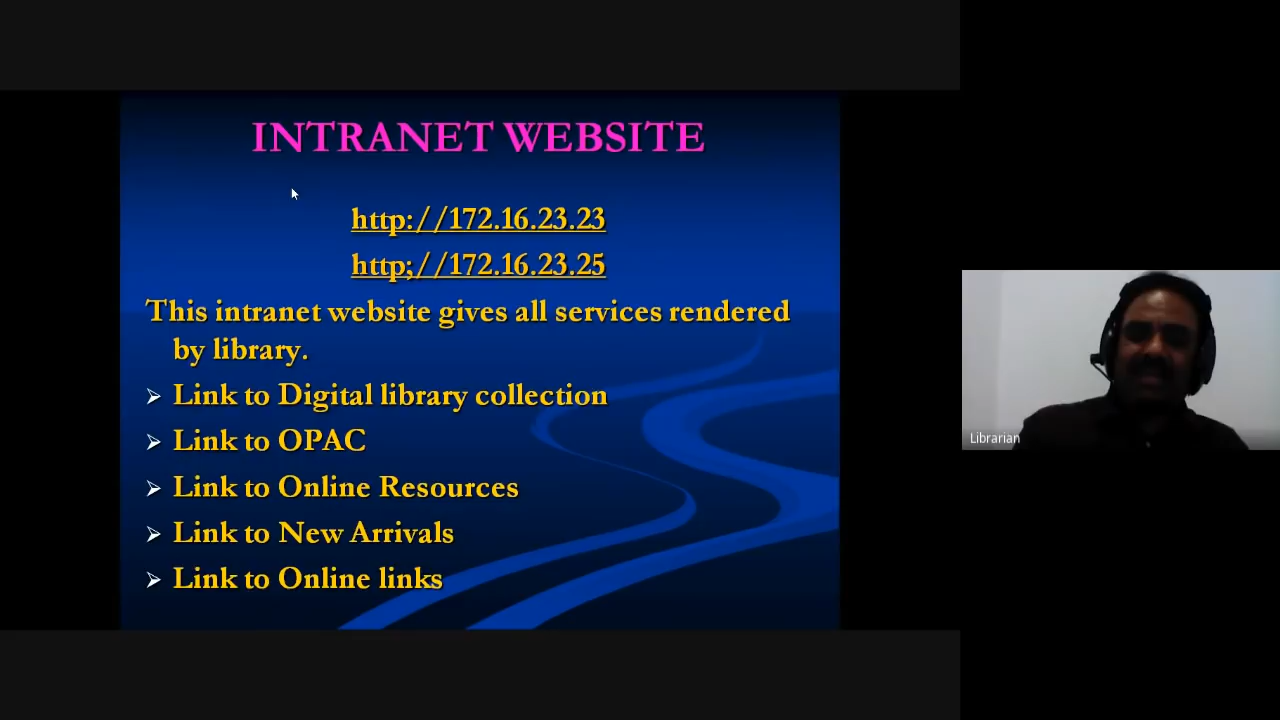 INTRANET WEBSITE
http://172.16.23.23
http;//172.16.23.25
This intranet website gives all services rendered
by library.
Link to Digital library collection
Link to OPAC
Link to Online Resources
Link to New Arrivals
Link to Online links
Librarian